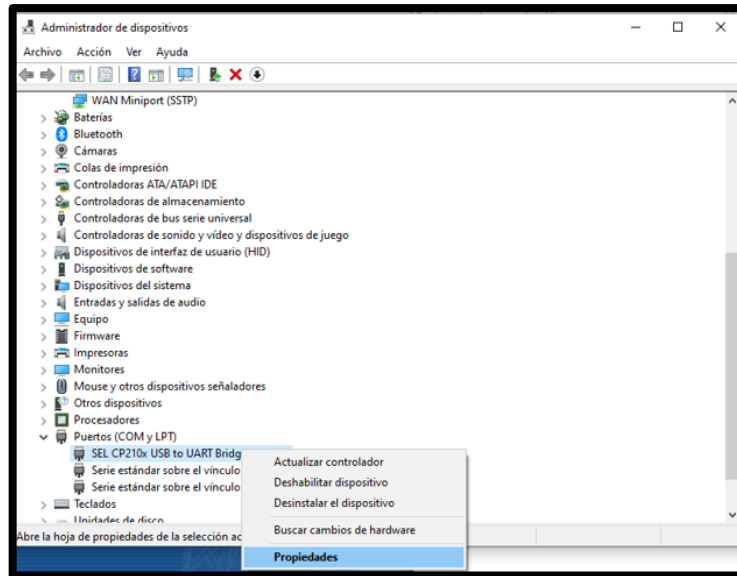 Administrador de dispositivos
Archivo Acción Ver Ayuda
WAN Miniport (SSTP)
Baterías
Bluetooth
Cámaras
Colas de impresión
Controladoras ATA/ATAPI IDE
Controladoras de almacenamiento
Controladoras de bus serie universal
Controladoras de sonido y vídeo y dispositivos de juego
Dispositivos de interfaz de usuario (HID)
Dispositivos de software
Dispositivos del sistema
Entradas y salidas de audio
Equipo
Firmware
Impresoras
Monitores
Mouse y otros dispositivos señaladores
Otros dispositivos
Procesadores
Puertos (COM y LPT)
SEL CP210x USB to UART Bridg
Serie estándar sobre el vínculo
Serie estándar sobre el vínculo
Teclados
Unidades de disco
Abre la hoja de propiedades de la selección ac
Actualizar controlador
Deshabilitar dispositivo
Desinstalar el dispositivo
Buscar cambios de hardware
Propiedades